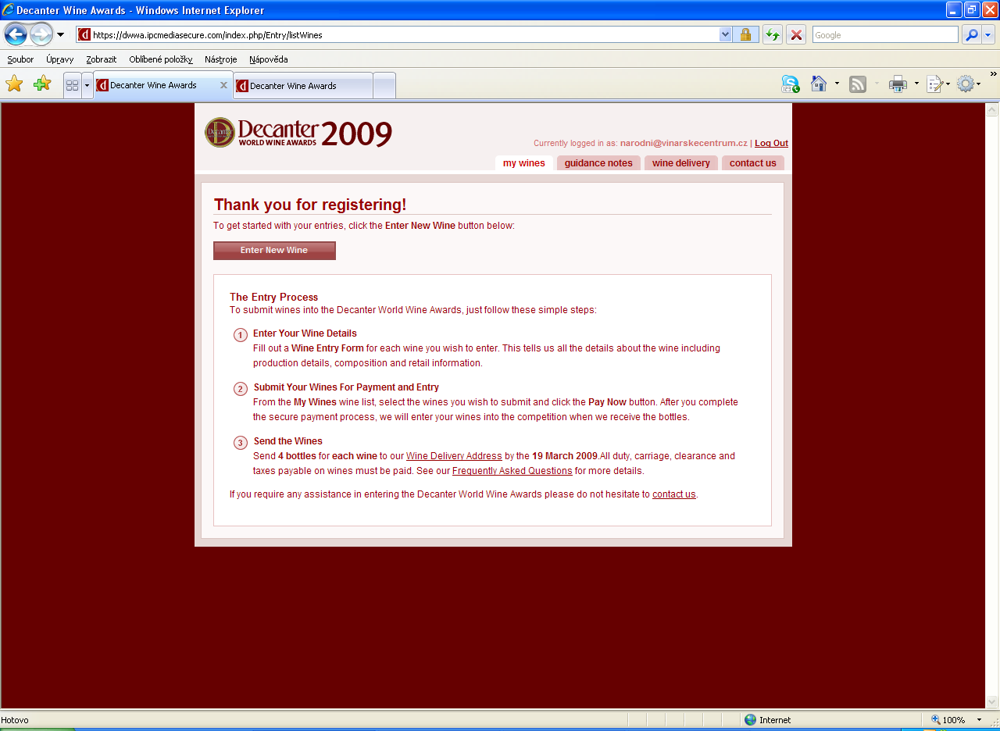 Decanter Wine Awards - Windows Internet Explorer
https://dwwa.ipcmediasecure.com/index.php/Entry/listWines
Google
Soubor Úpravy Zobrazit Oblíbené položky Nástroje Nápověda
Decanter Wine Awards
Decanter Wine Awards
Decanter 2009
WORLD WINE AWARDS
Currently logged in as: narodni@vinarskecentrum.cz | Log Out
my wines guidance notes wine delivery contact us
Thank you for registering!
To get started with your entries, click the Enter New Wine button below:
Enter New Wine
The Entry Process
To submit wines into the Decanter World Wine Awards, just follow these simple steps:
1 Enter Your Wine Details
Fill out a Wine Entry Form for each wine you wish to enter. This tells us all the details about the wine including
production details, composition and retail information.
2 Submit Your Wines For Payment and Entry
From the My Wines wine list, select the wines you wish to submit and click the Pay Now button. After you complete
the secure payment process, we will enter your wines into the competition when we receive the bottles.
3 Send the Wines
Send 4 bottles for each wine to our Wine Delivery Address by the 19 March 2009.All duty, carriage, clearance and
taxes payable on wines must be paid. See our Frequently Asked Questions for more details.
If you require any assistance in entering the Decanter World Wine Awards please do not hesitate to contact us.
Hotovo
Internet
100%